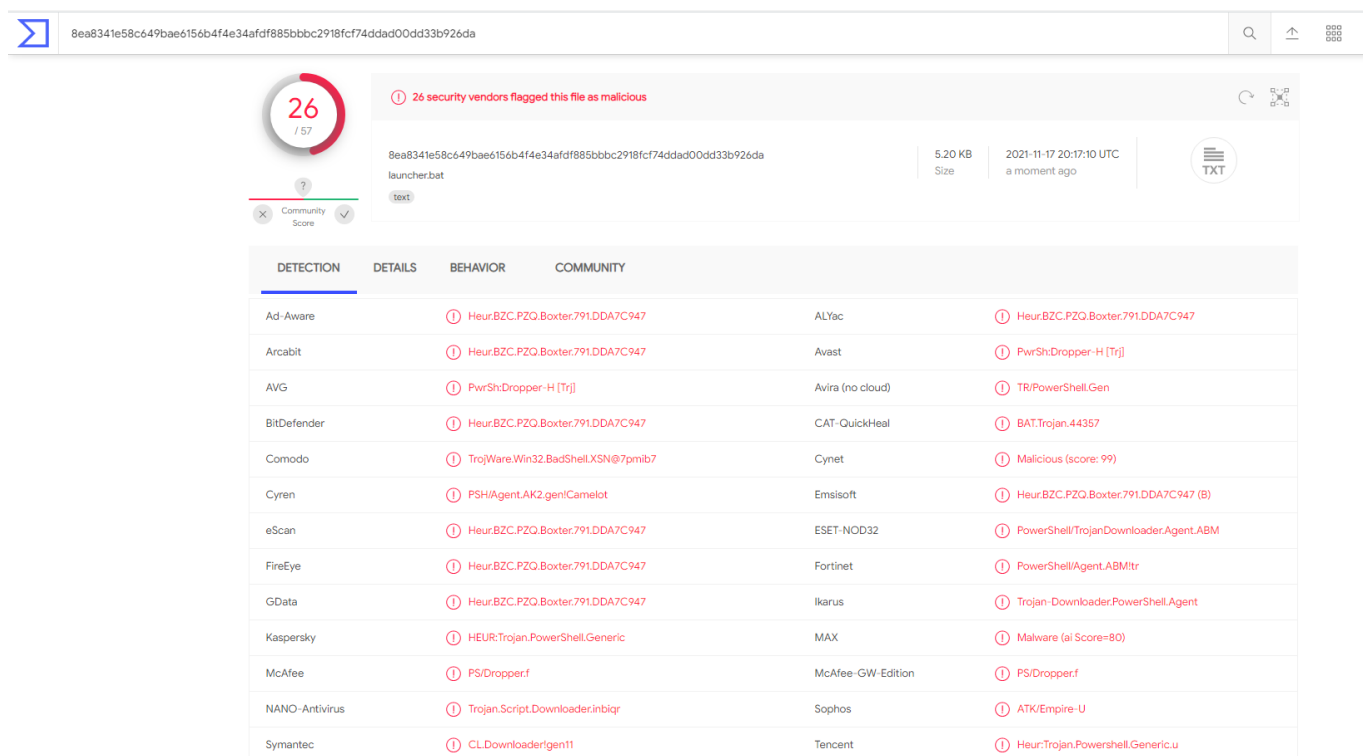 8ea8341e58c649bae6156b4f4e34afdf885bbbc2918fcf74ddad00dd33b926da
26
/ 57
26 security vendors flagged this file as malicious
8ea8341e58c649bae6156b4f4e34afdf885bbbc2918fcf74ddad00dd33b926da
launcher.bat
text
5.20 KB
Size
2021-11-17 20:17:10 UTC
a moment ago
TXT
?
Community
Score
DETECTION DETAILS BEHAVIOR COMMUNITY
Ad-Aware Heur.BZC.PZQ.Boxter.791.DDA7C947 ALYac Heur.BZC.PZQ.Boxter.791.DDA7C947
Arcabit Heur.BZC.PZQ.Boxter.791.DDA7C947 Avast PwrSh:Dropper-H [Trj]
AVG PwrSh:Dropper-H [Trj] Avira (no cloud) TR/PowerShell.Gen
BitDefender Heur.BZC.PZQ.Boxter.791.DDA7C947 CAT-QuickHeal BAT.Trojan.44357
Comodo TrojWare.Win32.BadShell.XSN@7pmib7 Cynet Malicious (score: 99)
Cyren PSH/Agent.AK2.gen!Camelot Emsisoft Heur.BZC.PZQ.Boxter.791.DDA7C947 (B)
eScan Heur.BZC.PZQ.Boxter.791.DDA7C947 ESET-NOD32 PowerShell/TrojanDownloader.Agent.ABM
FireEye Heur.BZC.PZQ.Boxter.791.DDA7C947 Fortinet PowerShell/Agent.ABM!tr
GData Heur.BZC.PZQ.Boxter.791.DDA7C947 Ikarus Trojan-Downloader.PowerShell.Agent
Kaspersky HEUR:Trojan.PowerShell.Generic MAX Malware (ai Score=80)
McAfee PS/Dropper.f McAfee-GW-Edition PS/Dropper.f
NANO-Antivirus Trojan.Script.Downloader.inbiqr Sophos ATK/Empire-U
Symantec CL.Downloader!gen11 Tencent Heur:Trojan.Powershell.Generic.u